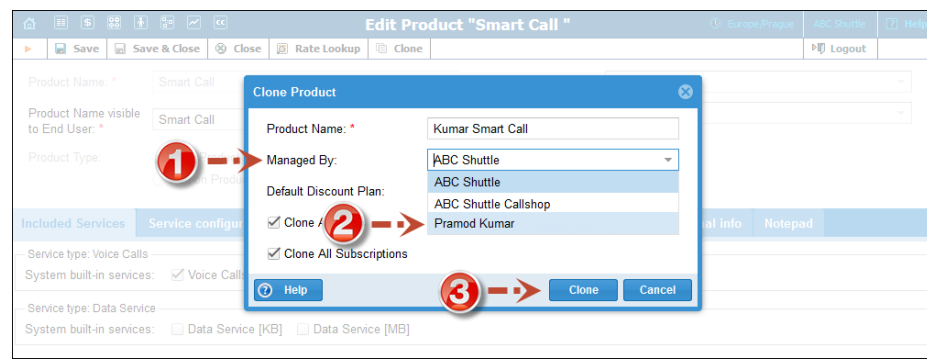 Edit Product "Smart Call "
Europe/Prague
ABC Shuttle
Help
Save
Save & Close
Close
Rate Lookup
Clone
Logout
Product Name: *
Smart Call
Product Name visible
to End User: *
Smart Call
Product Type:
Clone Product
Product Name: *
Kumar Smart Call
Managed By:
ABC Shuttle
ABC Shuttle
ABC Shuttle Callshop
Pramod Kumar
Default Discount Plan:
Clone A
Clone All Subscriptions
Help
Clone
Cancel
1
2
3
Included Services
Service configur
al info
Notepad
Service type: Voice Calls
System built-in services:
Voice Calls
Service type: Data Service
System built-in services:
Data Service [KB]
Data Service [MB]